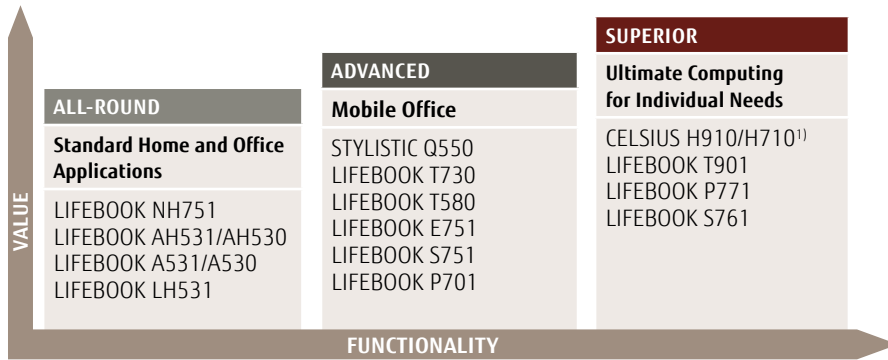 VALUE
ALL-ROUND
Standard Home and Office
Applications
LIFEBOOK NH751
LIFEBOOK AH531/AH530
LIFEBOOK A531/A530
LIFEBOOK LH531
ADVANCED
Mobile Office
STYLISTIC Q550
LIFEBOOK T730
LIFEBOOK T580
LIFEBOOK E751
LIFEBOOK S751
LIFEBOOK P701
SUPERIOR
Ultimate Computing
for Individual Needs
CELSIUS H910/H710¹⁾
LIFEBOOK T901
LIFEBOOK P771
LIFEBOOK S761
FUNCTIONALITY